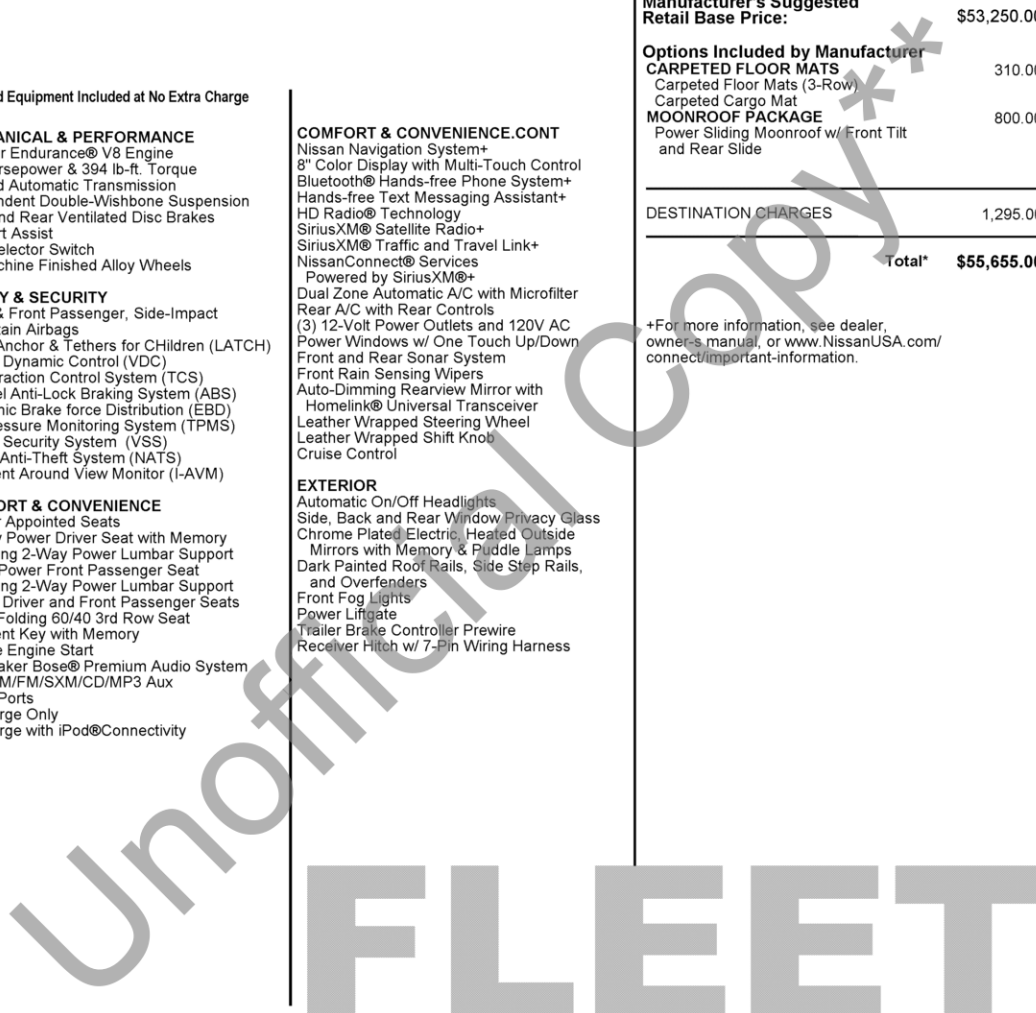 d Equipment Included at No Extra Charge
ANICAL & PERFORMANCE
r Endurance® V8 Engine
rsepower & 394 lb-ft. Torque
d Automatic Transmission
ndent Double-Wishbone Suspension
nd Rear Ventilated Disc Brakes
rt Assist
elector Switch
chine Finished Alloy Wheels
Y & SECURITY
& Front Passenger, Side-Impact
tain Airbags
Anchor & Tethers for CHildren (LATCH)
Dynamic Control (VDC)
raction Control System (TCS)
el Anti-Lock Braking System (ABS)
nic Brake force Distribution (EBD)
essure Monitoring System (TPMS)
Security System (VSS)
Anti-Theft System (NATS)
ent Around View Monitor (I-AVM)
ORT & CONVENIENCE
r Appointed Seats
y Power Driver Seat with Memory
ng 2-Way Power Lumbar Support
Power Front Passenger Seat
ng 2-Way Power Lumbar Support
Driver and Front Passenger Seats
Folding 60/40 3rd Row Seat
ent Key with Memory
e Engine Start
aker Bose® Premium Audio System
M/FM/SXM/CD/MP3 Aux
Ports
rge Only
rge with iPod®Connectivity
COMFORT & CONVENIENCE.CONT
Nissan Navigation System+
8" Color Display with Multi-Touch Control
Bluetooth® Hands-free Phone System+
Hands-free Text Messaging Assistant+
HD Radio® Technology
SiriusXM® Satellite Radio+
SiriusXM® Traffic and Travel Link+
NissanConnect® Services
Powered by SiriusXM®+
Dual Zone Automatic A/C with Microfilter
Rear A/C with Rear Controls
(3) 12-Volt Power Outlets and 120V AC
Power Windows w/ One Touch Up/Down
Front and Rear Sonar System
Front Rain Sensing Wipers
Auto-Dimming Rearview Mirror with
Homelink® Universal Transceiver
Leather Wrapped Steering Wheel
Leather Wrapped Shift Knob
Cruise Control
EXTERIOR
Automatic On/Off Headlights
Side, Back and Rear Window Privacy Glass
Chrome Plated Electric, Heated Outside
Mirrors with Memory & Puddle Lamps
Dark Painted Roof Rails, Side Step Rails,
and Overfenders
Front Fog Lights
Power Liftgate
Trailer Brake Controller Prewire
Receiver Hitch w/ 7-Pin Wiring Harness
Manufacturer's Suggested
Retail Base Price: $53,250.00
Options Included by Manufacturer
CARPETED FLOOR MATS 310.00
Carpeted Floor Mats (3-Row)
Carpeted Cargo Mat
MOONROOF PACKAGE 800.00
Power Sliding Moonroof w/ Front Tilt
and Rear Slide
DESTINATION CHARGES 1,295.00
Total* $55,655.00
+For more information, see dealer,
owner-s manual, or www.NissanUSA.com/
connect/important-information.
Unofficial Copy**
FLEET